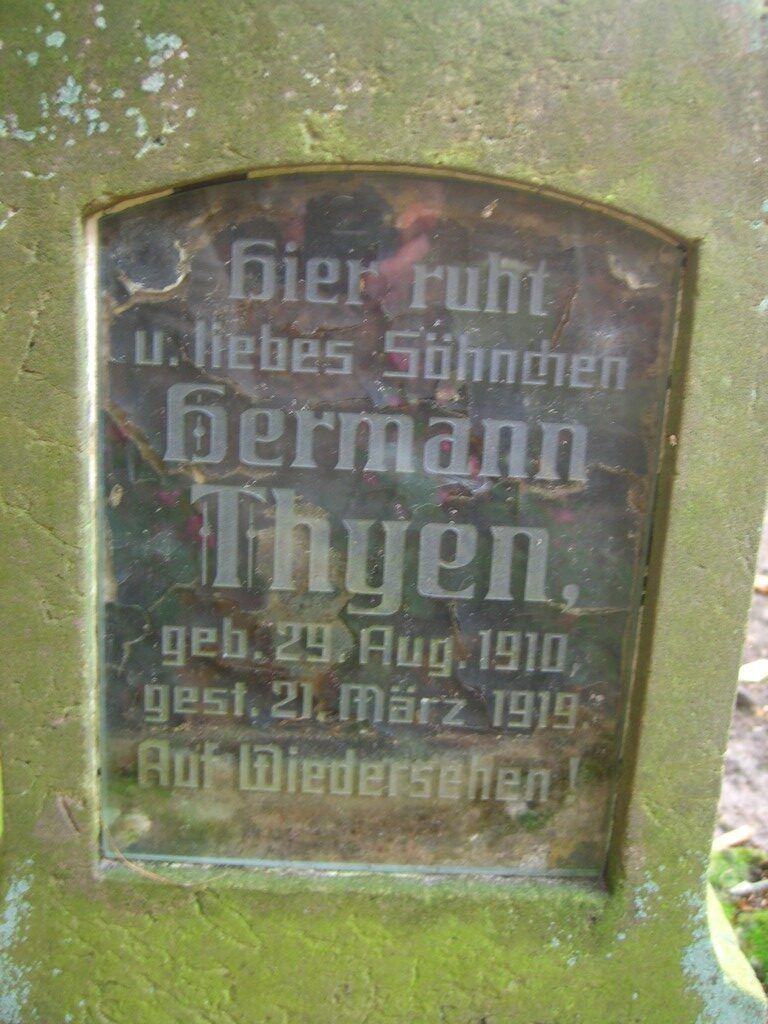 Hier ruht
u. liebes Söhnchen
Hermann
Thyen,
geb. 29. Aug. 1910,
gest. 21. März 1919.
Auf Wiedersehen!